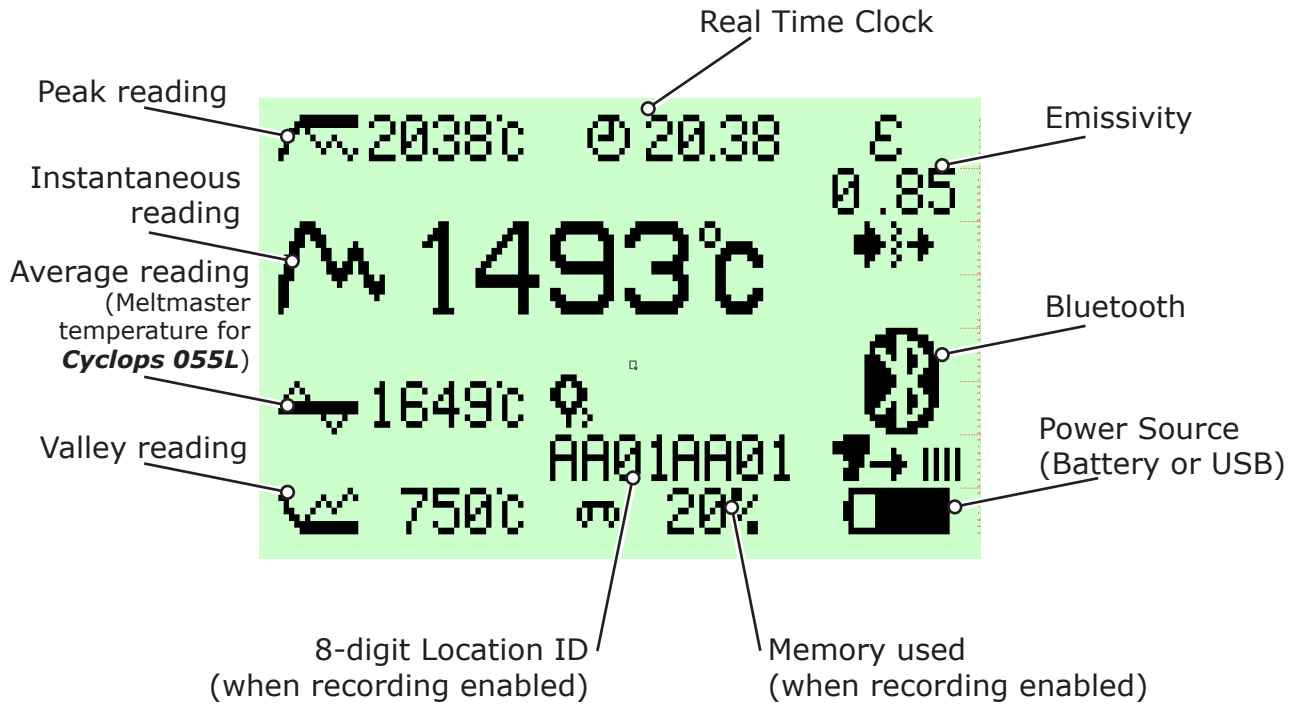 Real Time Clock
Peak reading
2038°C
20.38
ε
Emissivity
0.85
Instantaneous
reading
1493°C
Average reading
(Meltmaster
temperature for
Cyclops 055L)
1649°C
Bluetooth
AA01AA01
Valley reading
750°C
20%
Power Source
(Battery or USB)
8-digit Location ID
(when recording enabled)
Memory used
(when recording enabled)